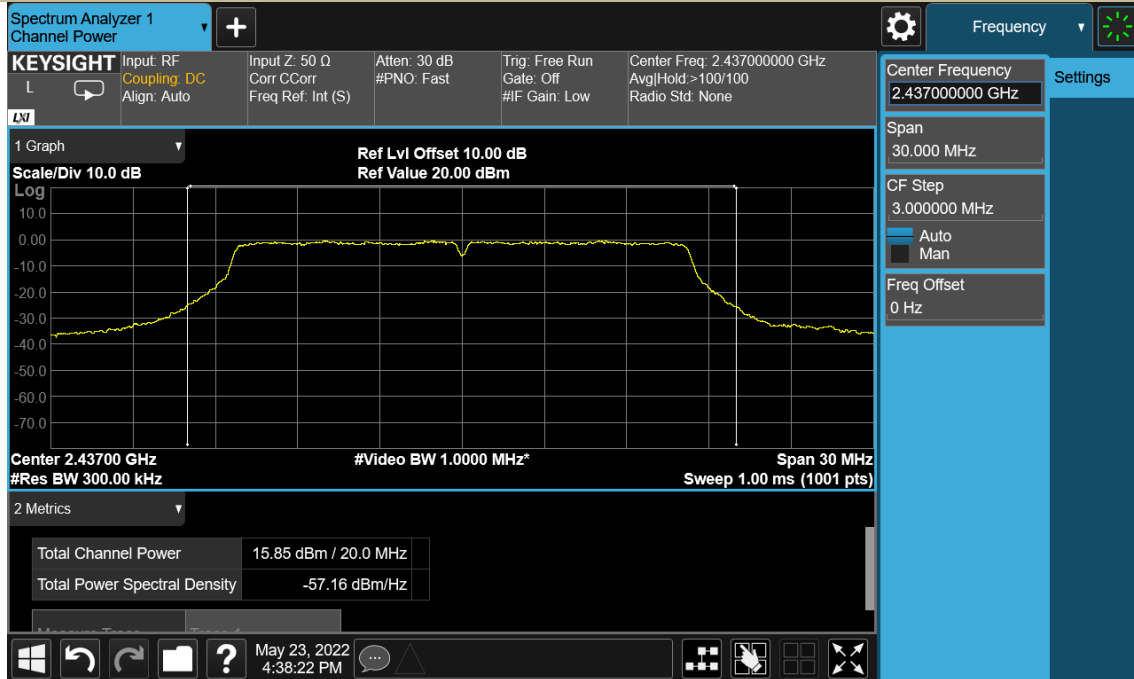 Spectrum Analyzer 1
Channel Power
+
Frequency
KEYSIGHT
L
LXI
Input: RF
Coupling: DC
Align: Auto
Input Z: 50 Ω
Corr CCorr
Freq Ref: Int (S)
Atten: 30 dB
#PNO: Fast
Trig: Free Run
Gate: Off
#IF Gain: Low
Center Freq: 2.437000000 GHz
Avg|Hold:>100/100
Radio Std: None
Center Frequency
2.437000000 GHz
Settings
Span
30.000 MHz
CF Step
3.000000 MHz
Auto
Man
Freq Offset
0 Hz
1 Graph
Scale/Div 10.0 dB
Ref Lvl Offset 10.00 dB
Ref Value 20.00 dBm
Log
10.0
0.00
-10.0
-20.0
-30.0
-40.0
-50.0
-60.0
-70.0
Center 2.43700 GHz
#Video BW 1.0000 MHz*
Span 30 MHz
#Res BW 300.00 kHz
Sweep 1.00 ms (1001 pts)
2 Metrics
Total Channel Power 15.85 dBm / 20.0 MHz
Total Power Spectral Density -57.16 dBm/Hz
?
May 23, 2022
4:38:22 PM